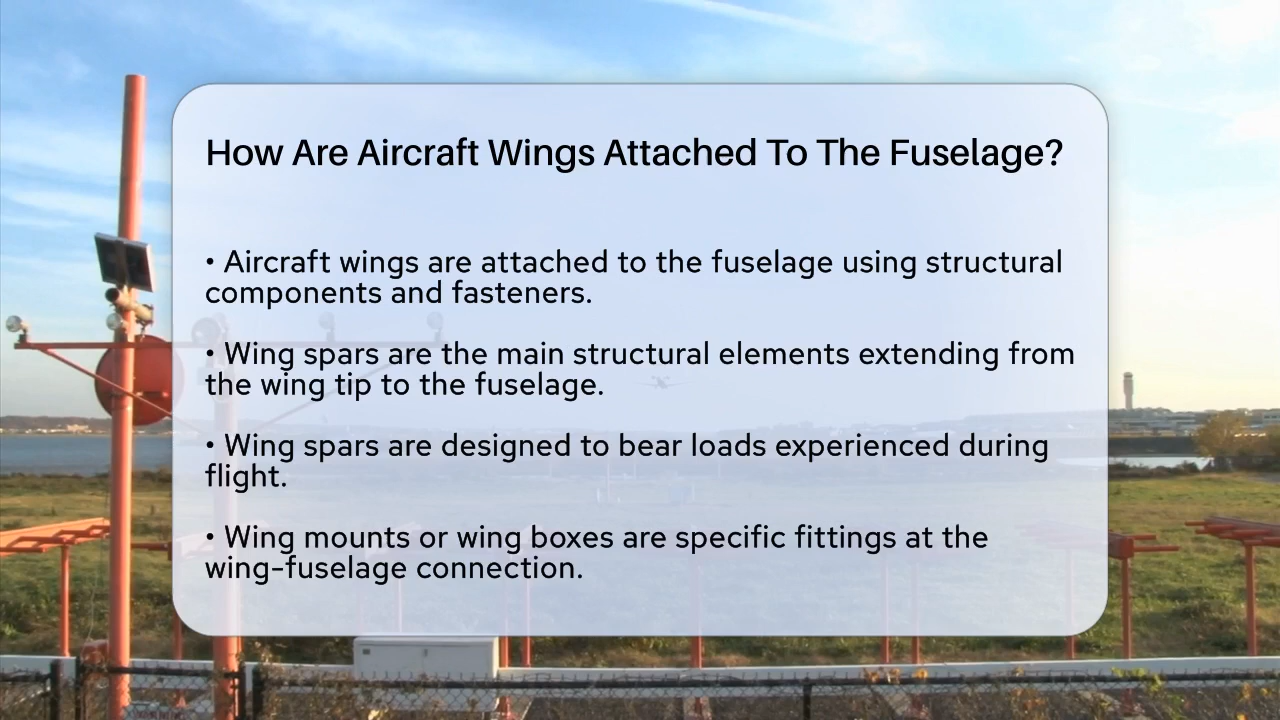 How Are Aircraft Wings Attached To The Fuselage?
• Aircraft wings are attached to the fuselage using structural
components and fasteners.
• Wing spars are the main structural elements extending from
the wing tip to the fuselage.
• Wing spars are designed to bear loads experienced during
flight.
• Wing mounts or wing boxes are specific fittings at the
wing-fuselage connection.